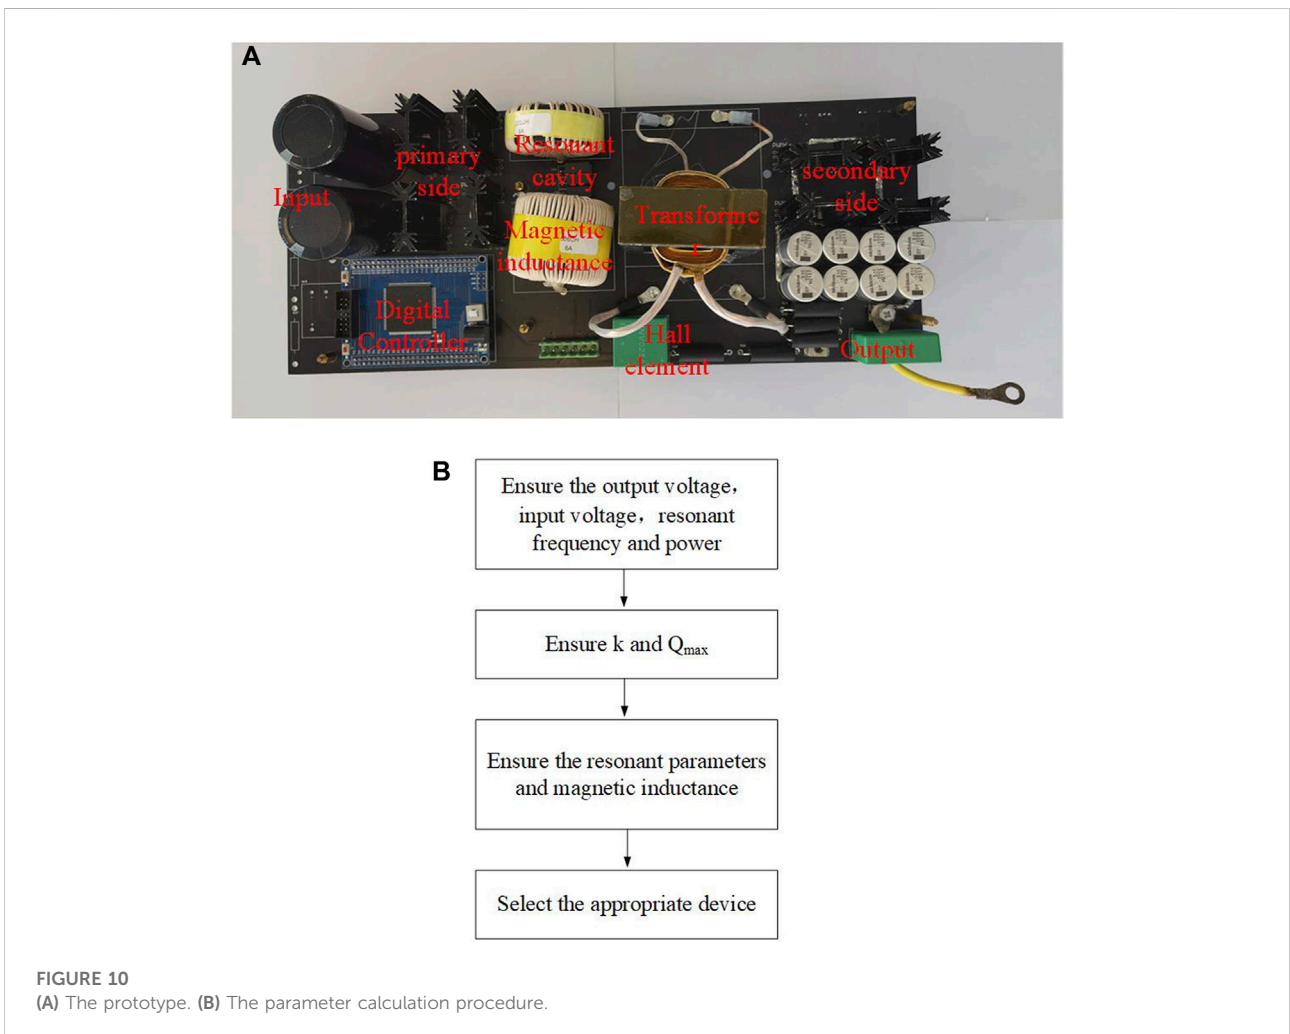 A
primary
side
Input
Resonant
cavity
Magnetic
inductance
Transforme
r
secondary
side
Digital
Controller
Hall
element
Output
6A
B
Ensure the output voltage，
input voltage，resonant
frequency and power
Ensure k and Qmax
Ensure the resonant parameters
and magnetic inductance
Select the appropriate device
FIGURE 10
(A) The prototype. (B) The parameter calculation procedure.